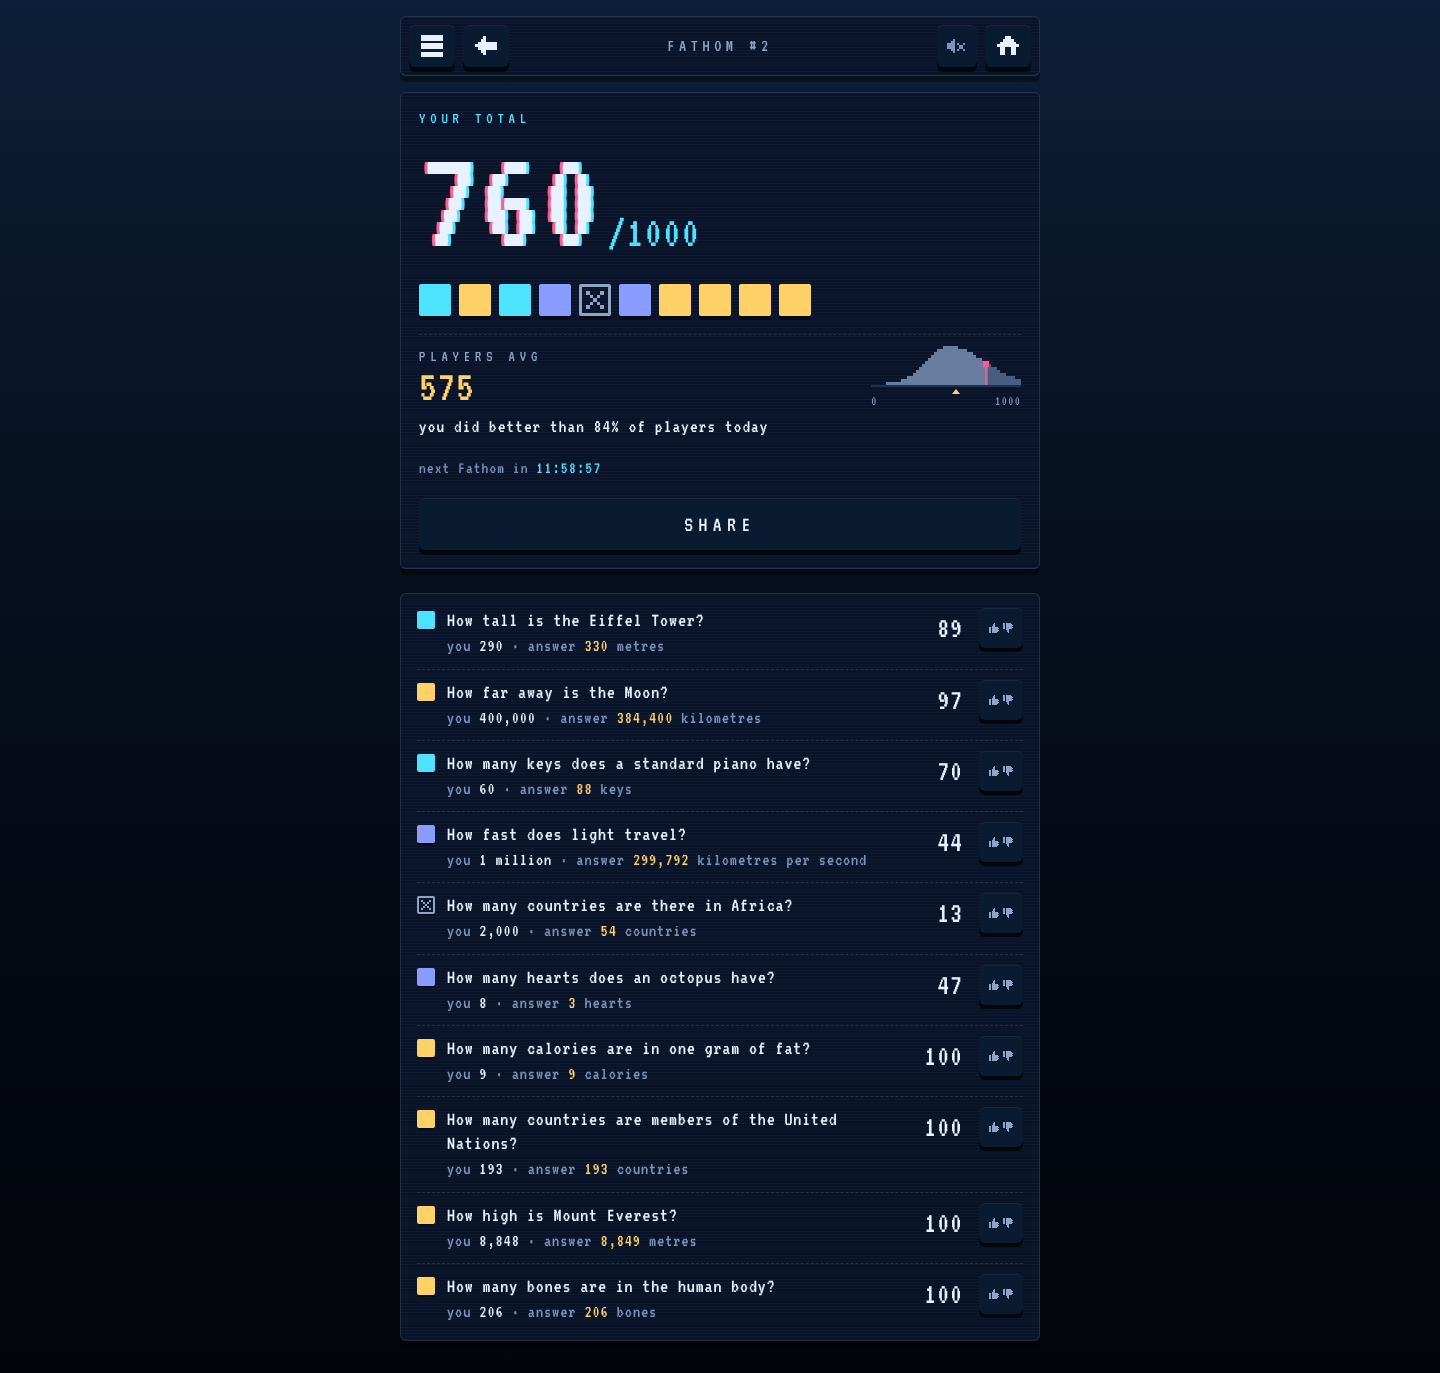 FATHOM #2
YOUR TOTAL
760/1000
PLAYERS AVG
575
0 1000
you did better than 84% of players today
next Fathom in 11:58:57
SHARE
How tall is the Eiffel Tower? 89
you 290 · answer 330 metres
How far away is the Moon? 97
you 400,000 · answer 384,400 kilometres
How many keys does a standard piano have? 70
you 60 · answer 88 keys
How fast does light travel? 44
you 1 million · answer 299,792 kilometres per second
How many countries are there in Africa? 13
you 2,000 · answer 54 countries
How many hearts does an octopus have? 47
you 8 · answer 3 hearts
How many calories are in one gram of fat? 100
you 9 · answer 9 calories
How many countries are members of the United 100
Nations?
you 193 · answer 193 countries
How high is Mount Everest? 100
you 8,848 · answer 8,849 metres
How many bones are in the human body? 100
you 206 · answer 206 bones